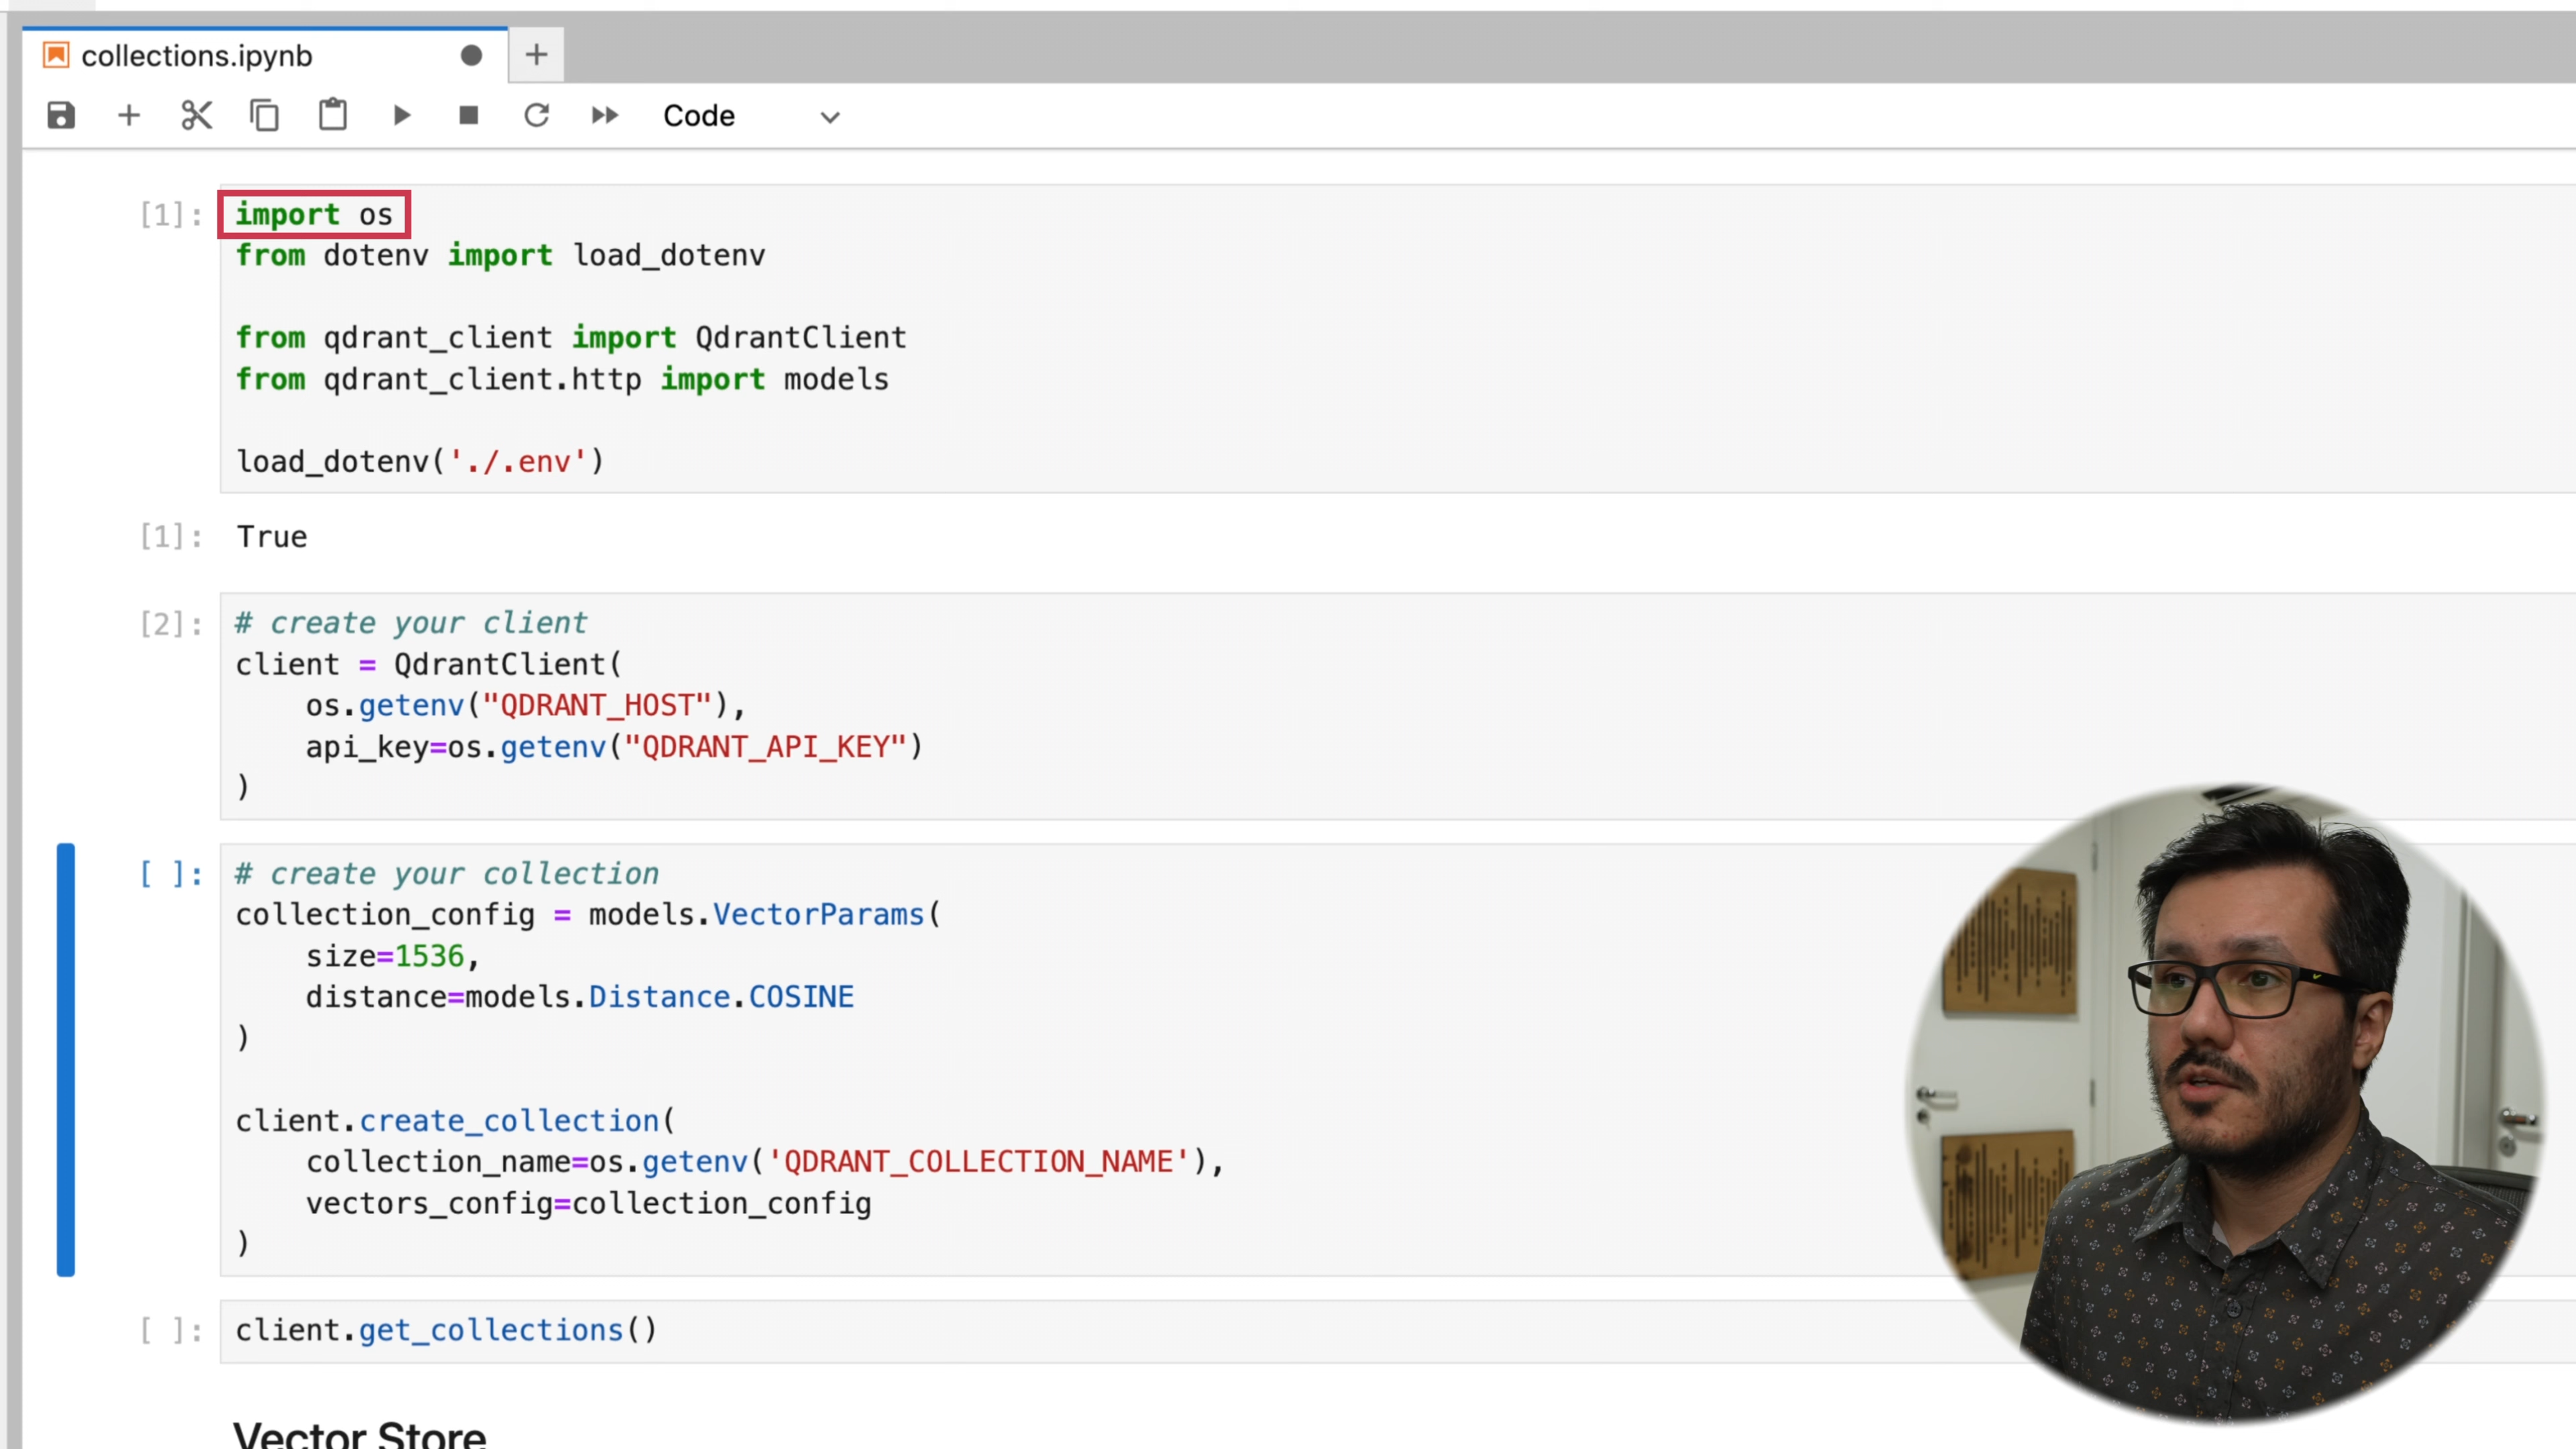 collections.ipynb
Code
[1]: import os
from dotenv import load_dotenv
from qdrant_client import QdrantClient
from qdrant_client.http import models
load_dotenv('./.env')
[1]: True
[2]: # create your client
client = QdrantClient(
    os.getenv("QDRANT_HOST"),
    api_key=os.getenv("QDRANT_API_KEY")
)
[ ]: # create your collection
collection_config = models.VectorParams(
    size=1536,
    distance=models.Distance.COSINE
)
client.create_collection(
    collection_name=os.getenv('QDRANT_COLLECTION_NAME'),
    vectors_config=collection_config
)
[ ]: client.get_collections()
Vector Store